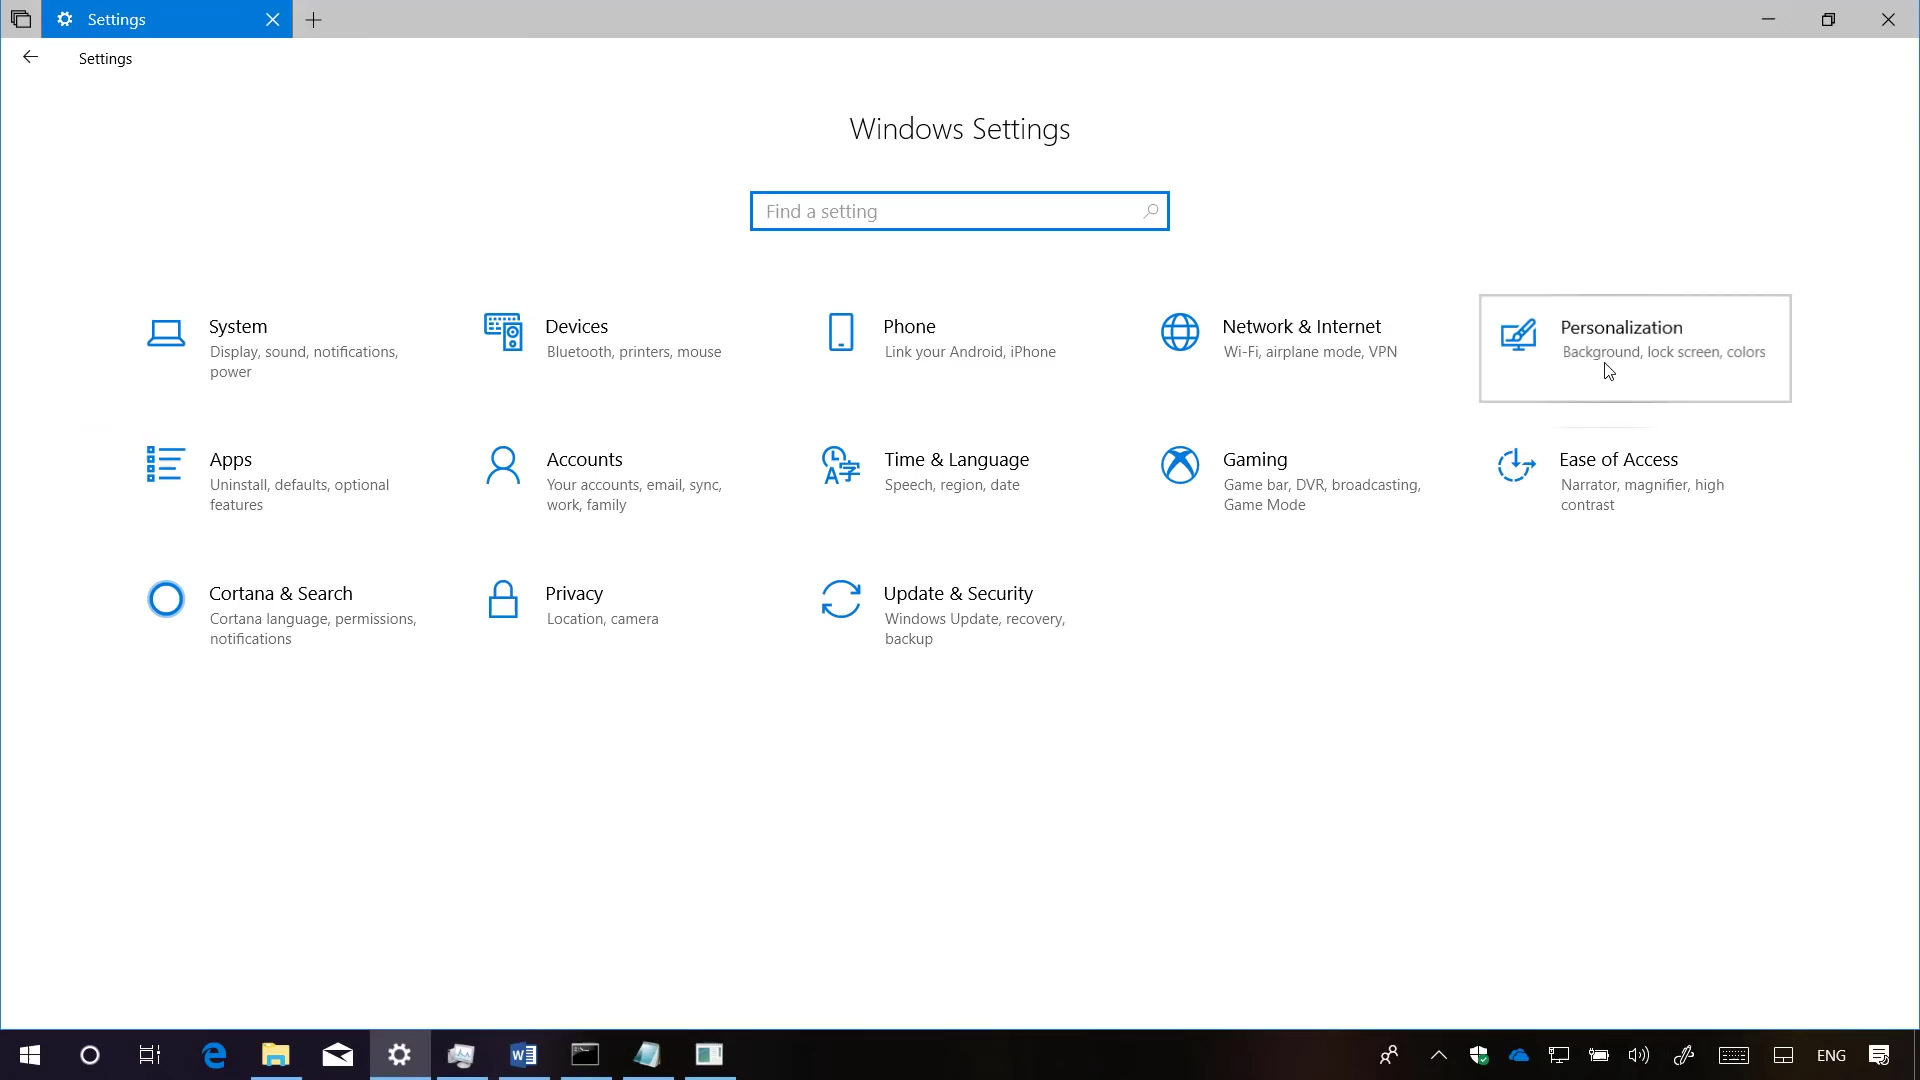 Settings
Settings
Windows Settings
Find a setting
System
Display, sound, notifications,
power
Devices
Bluetooth, printers, mouse
Phone
Link your Android, iPhone
Network & Internet
Wi-Fi, airplane mode, VPN
Personalization
Background, lock screen, colors
Apps
Uninstall, defaults, optional
features
Accounts
Your accounts, email, sync,
work, family
Time & Language
Speech, region, date
Gaming
Game bar, DVR, broadcasting,
Game Mode
Ease of Access
Narrator, magnifier, high
contrast
Cortana & Search
Cortana language, permissions,
notifications
Privacy
Location, camera
Update & Security
Windows Update, recovery,
backup
ENG